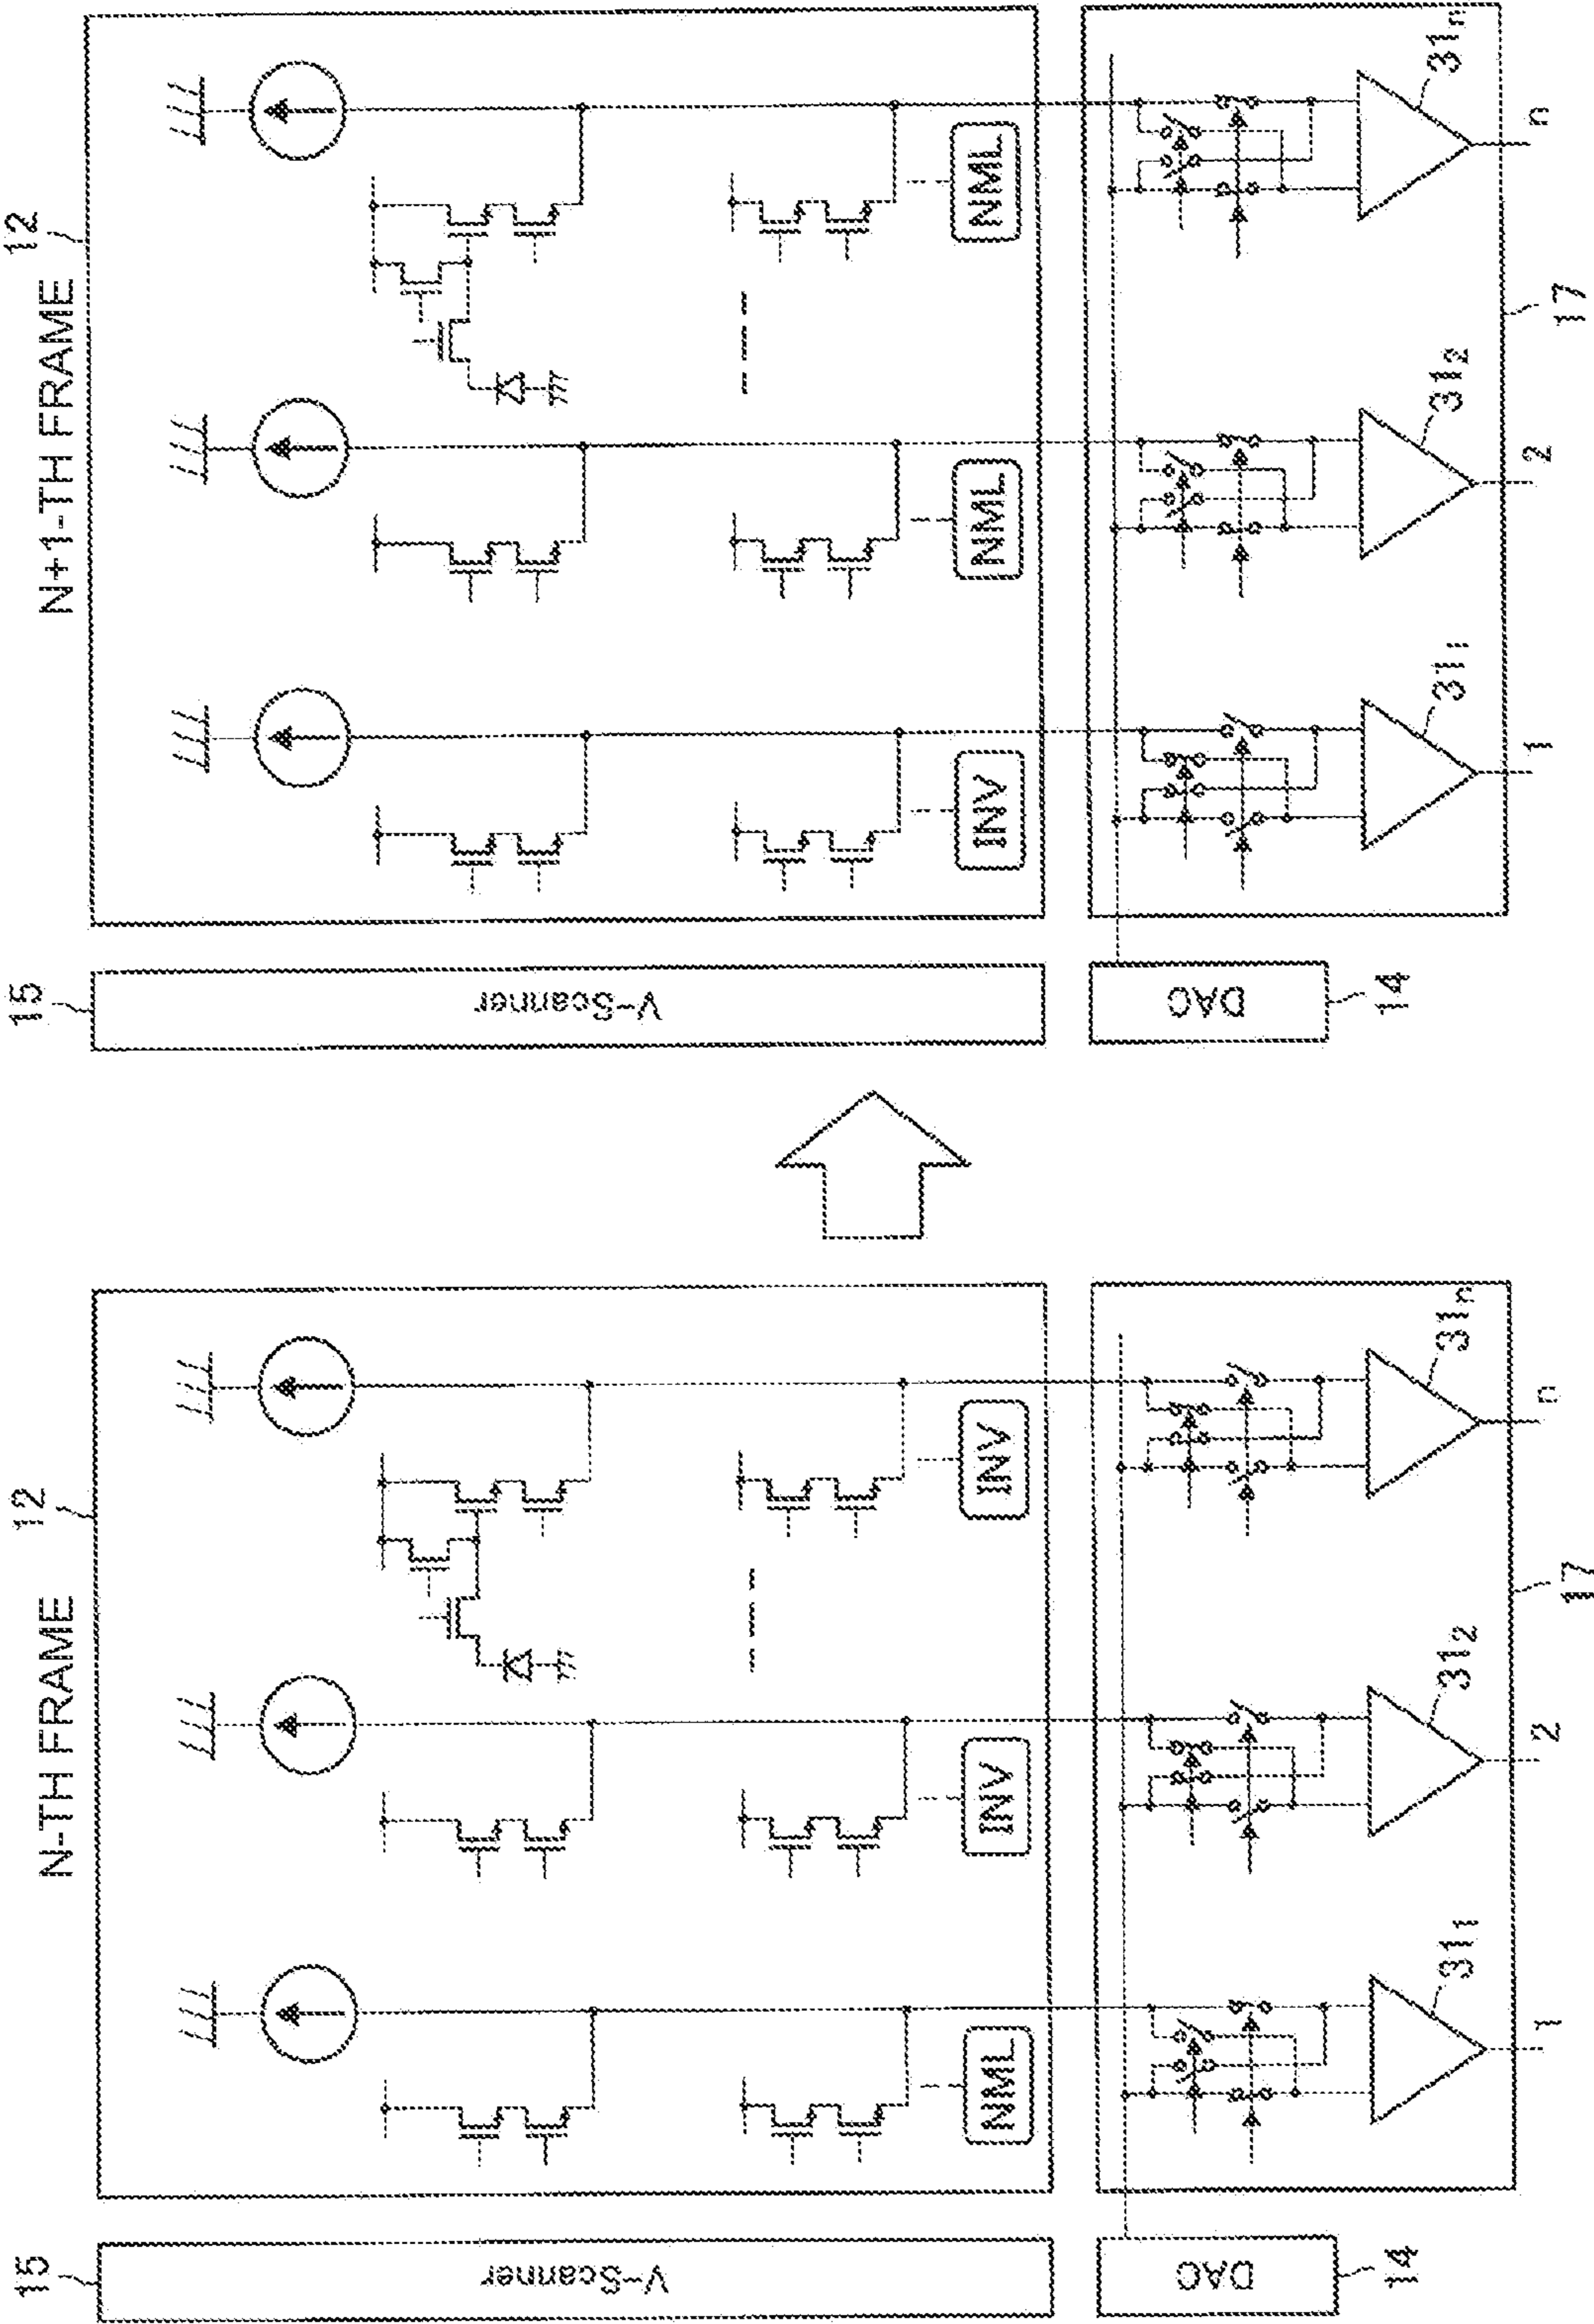 N-TH FRAME
12
15
V-Scanner
NML
INV
INV
DAC
14
31₁
31₂
31ₙ
17
1
2
n
N+1-TH FRAME
12
15
V-Scanner
INV
NML
NML
DAC
14
31₁
31₂
31ₙ
17
1
2
n